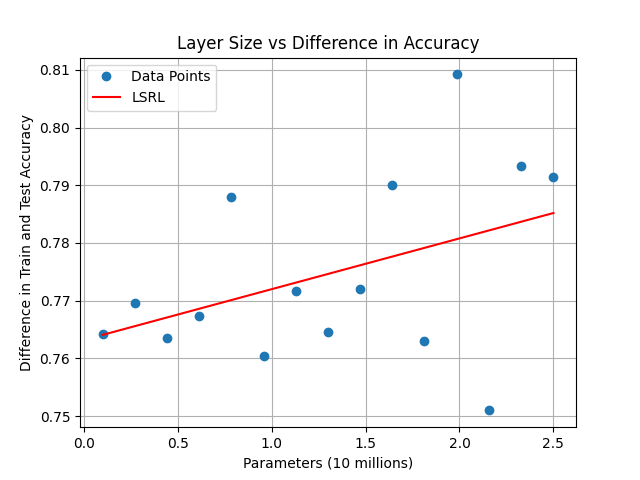 Layer Size vs Difference in Accuracy
Data Points
LSRL
Difference in Train and Test Accuracy
0.81
0.80
0.79
0.78
0.77
0.76
0.75
0.0 0.5 1.0 1.5 2.0 2.5
Parameters (10 millions)